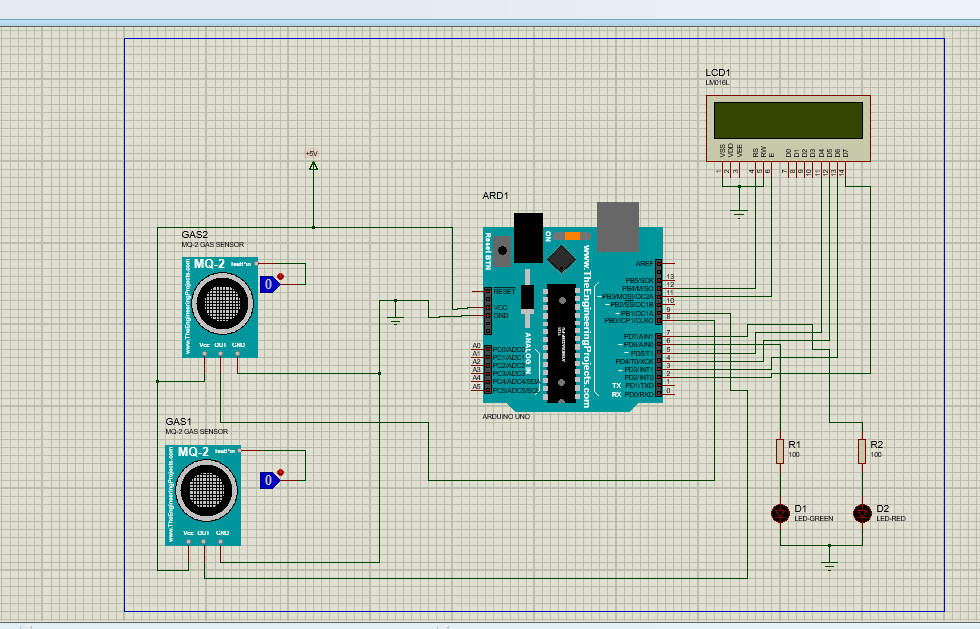 LCD1
LM016L
VSS
VDD
VEE
RS
RW
E
D0
D1
D2
D3
D4
D5
D6
D7
1
2
3
4
5
6
7
8
9
10
11
12
13
14
+5V
ARD1
Reset BTN
ON
www.TheEngineeringProjects.com
ANALOG IN
RESET
VCC
GND
A0
A1
A2
A3
A4
A5
PC0/ADC0
PC1/ADC1
PC2/ADC2
PC3/ADC3
PC4/ADC4/SDA
PC5/ADC5/SCL
AREF
PB5/SCK
PB4/MISO
PB3/MOSI/OC2A
PB2/SS/OC1B
PB1/OC1A
PB0/ICP1/CLKO
PD7/AIN1
PD6/AIN0
PD5/T1
PD4/T0/XCK
PD3/INT1
PD2/INT0
TX PD1/TXD
RX PD0/RXD
13
12
11
10
9
8
7
6
5
4
3
2
1
0
ARDUINO UNO
GAS2
MQ-2 GAS SENSOR
MQ-2
TestPin
www.TheEngineeringProjects.com
Vcc OUT GND
0
GAS1
MQ-2 GAS SENSOR
MQ-2
TestPin
www.TheEngineeringProjects.com
Vcc OUT GND
0
R1
100
R2
100
D1
LED-GREEN
D2
LED-RED